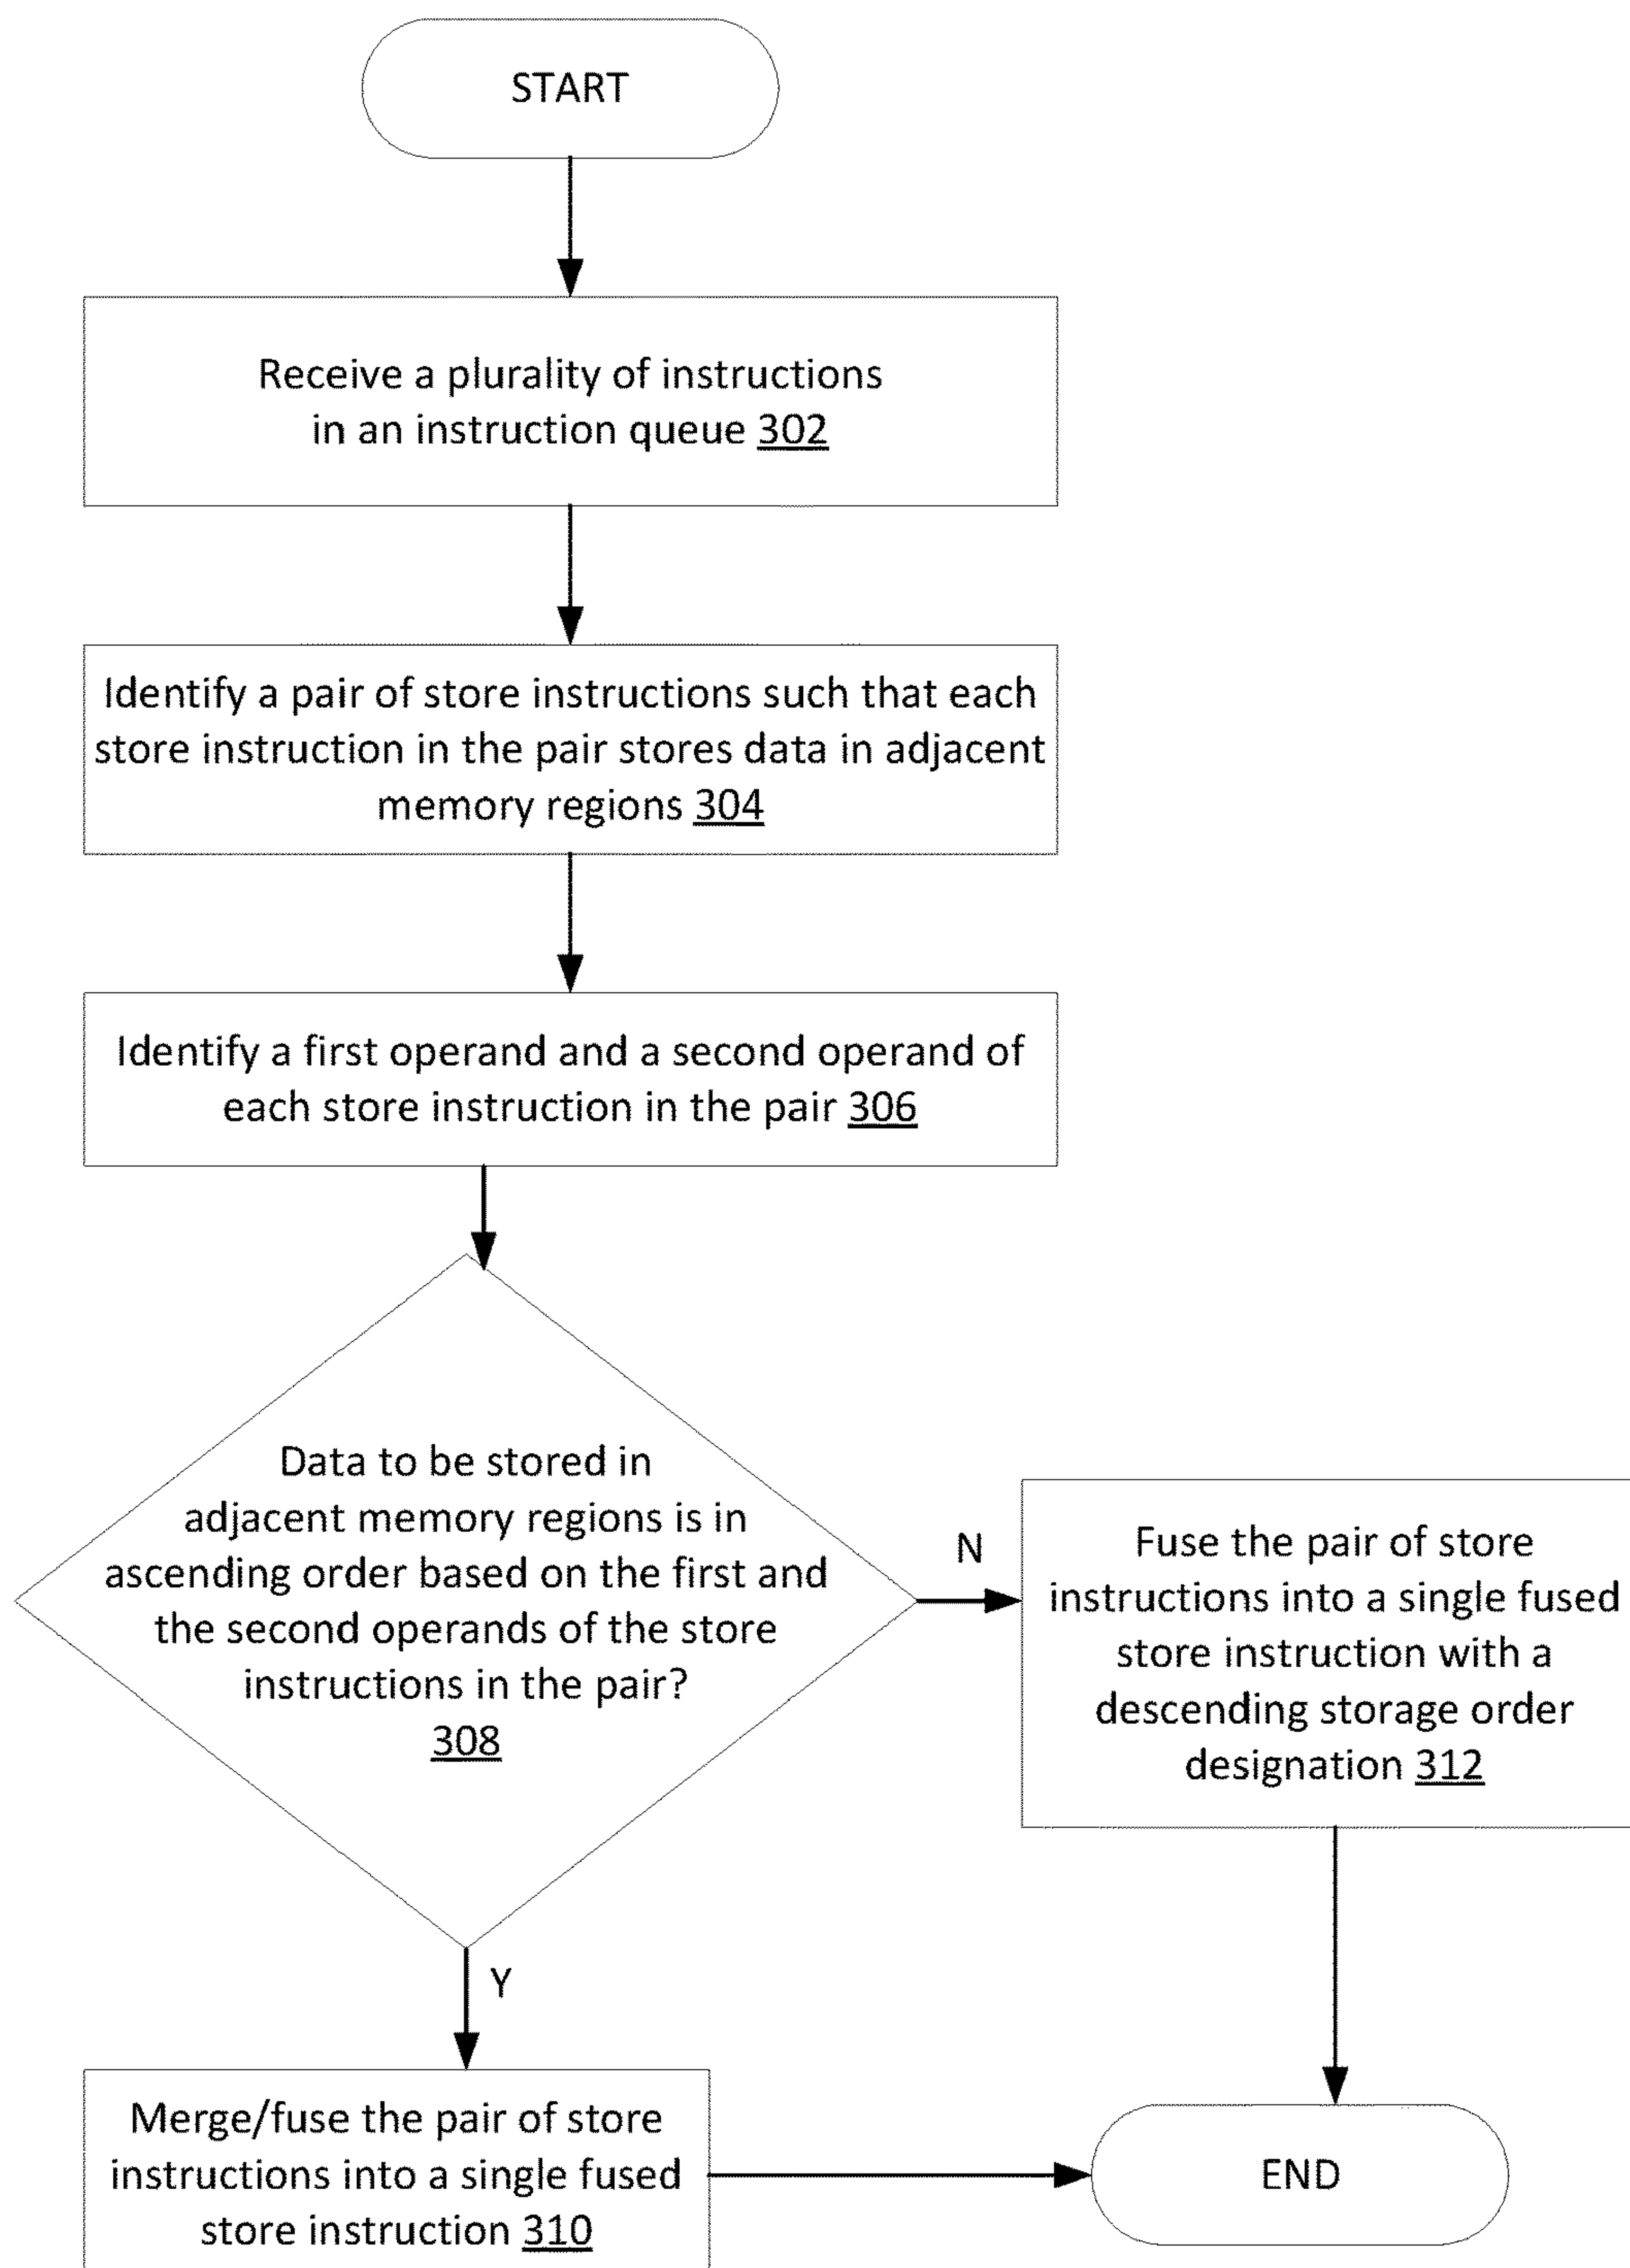 START
Receive a plurality of instructions
in an instruction queue 302
Identify a pair of store instructions such that each
store instruction in the pair stores data in adjacent
memory regions 304
Identify a first operand and a second operand of
each store instruction in the pair 306
Data to be stored in
adjacent memory regions is in
ascending order based on the first and
the second operands of the store
instructions in the pair?
308
N
Fuse the pair of store
instructions into a single fused
store instruction with a
descending storage order
designation 312
Y
Merge/fuse the pair of store
instructions into a single fused
store instruction 310
END